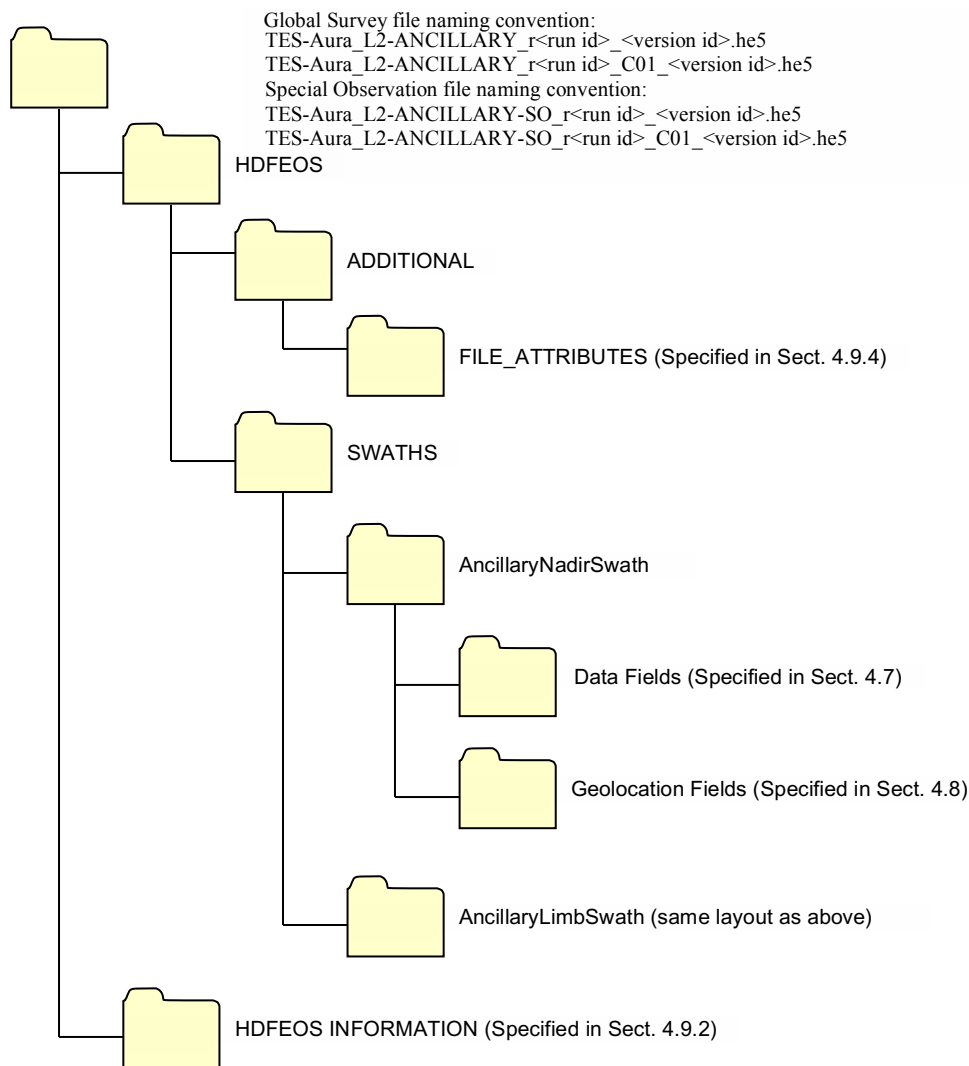 Global Survey file naming convention:
TES-Aura_L2-ANCILLARY_r<run id>_<version id>.he5
TES-Aura_L2-ANCILLARY_r<run id>_C01_<version id>.he5
Special Observation file naming convention:
TES-Aura_L2-ANCILLARY-SO_r<run id>_<version id>.he5
TES-Aura_L2-ANCILLARY-SO_r<run id>_C01_<version id>.he5
HDFEOS
ADDITIONAL
FILE_ATTRIBUTES (Specified in Sect. 4.9.4)
SWATHS
AncillaryNadirSwath
Data Fields (Specified in Sect. 4.7)
Geolocation Fields (Specified in Sect. 4.8)
AncillaryLimbSwath (same layout as above)
HDFEOS INFORMATION (Specified in Sect. 4.9.2)